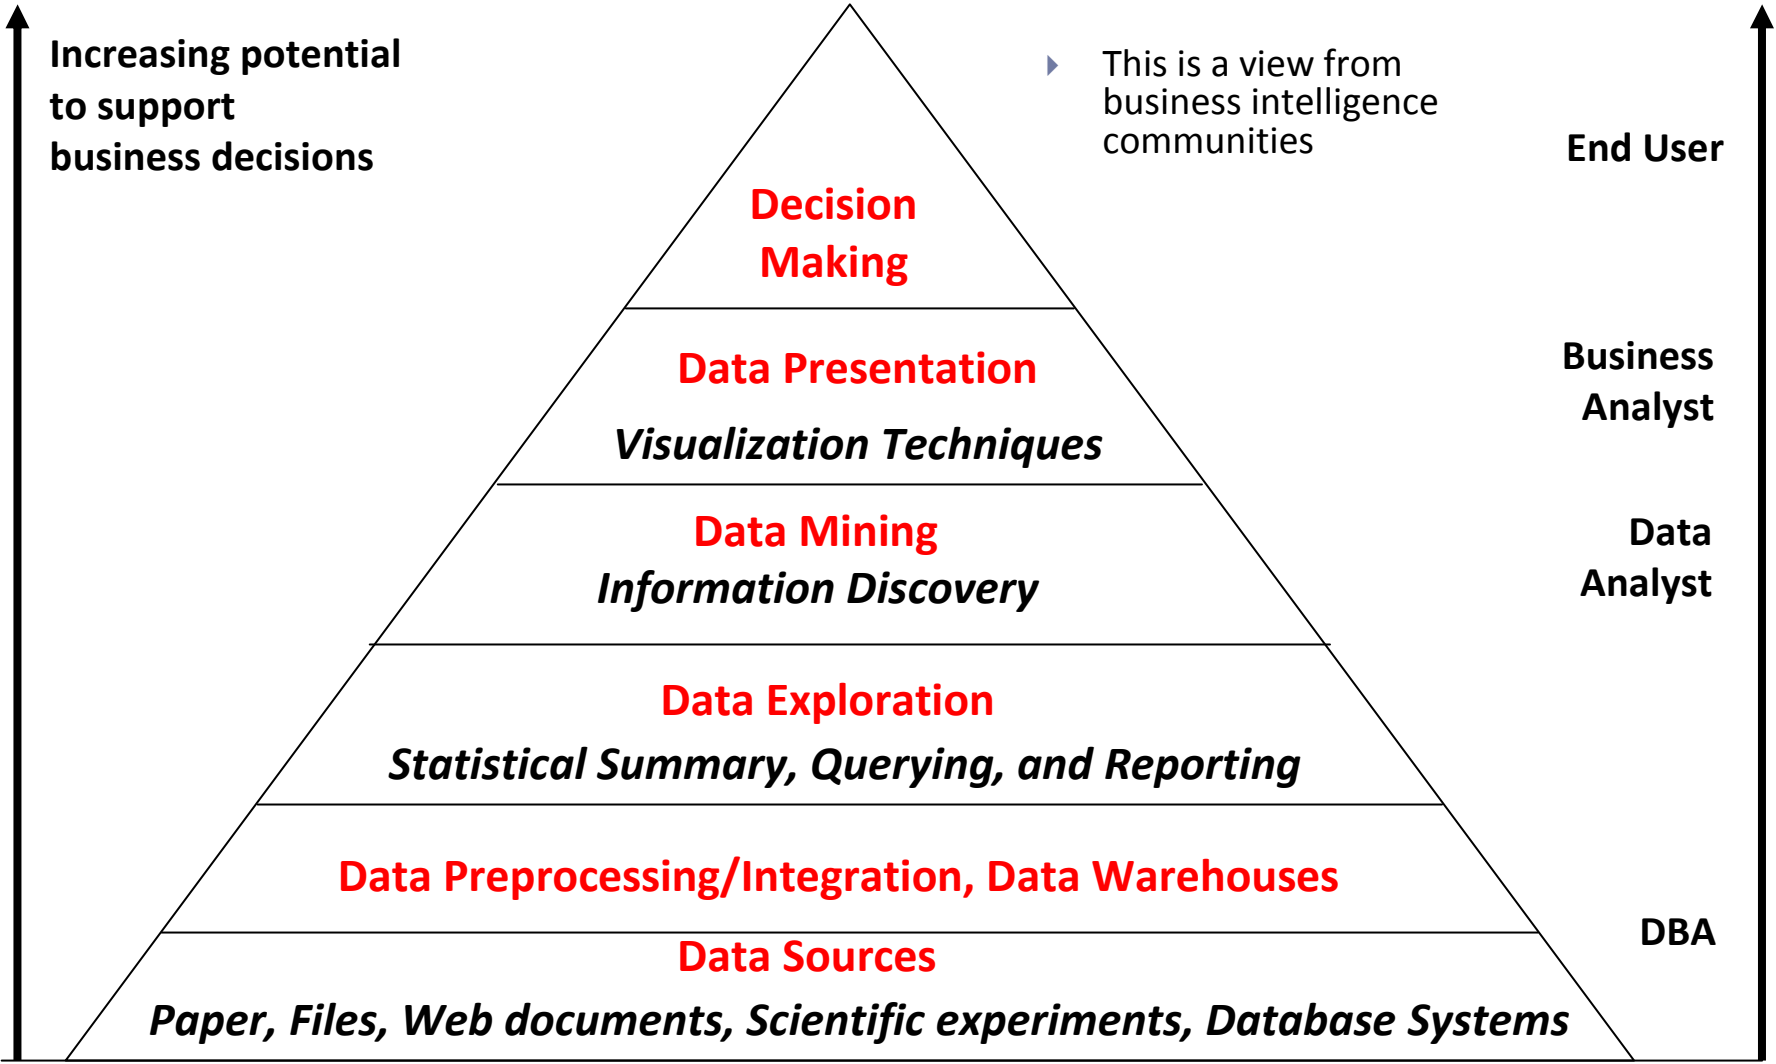 Increasing potential
to support
business decisions
This is a view from
business intelligence
communities
End User
Decision
Making
Data Presentation
Visualization Techniques
Business
Analyst
Data Mining
Information Discovery
Data
Analyst
Data Exploration
Statistical Summary, Querying, and Reporting
Data Preprocessing/Integration, Data Warehouses
DBA
Data Sources
Paper, Files, Web documents, Scientific experiments, Database Systems